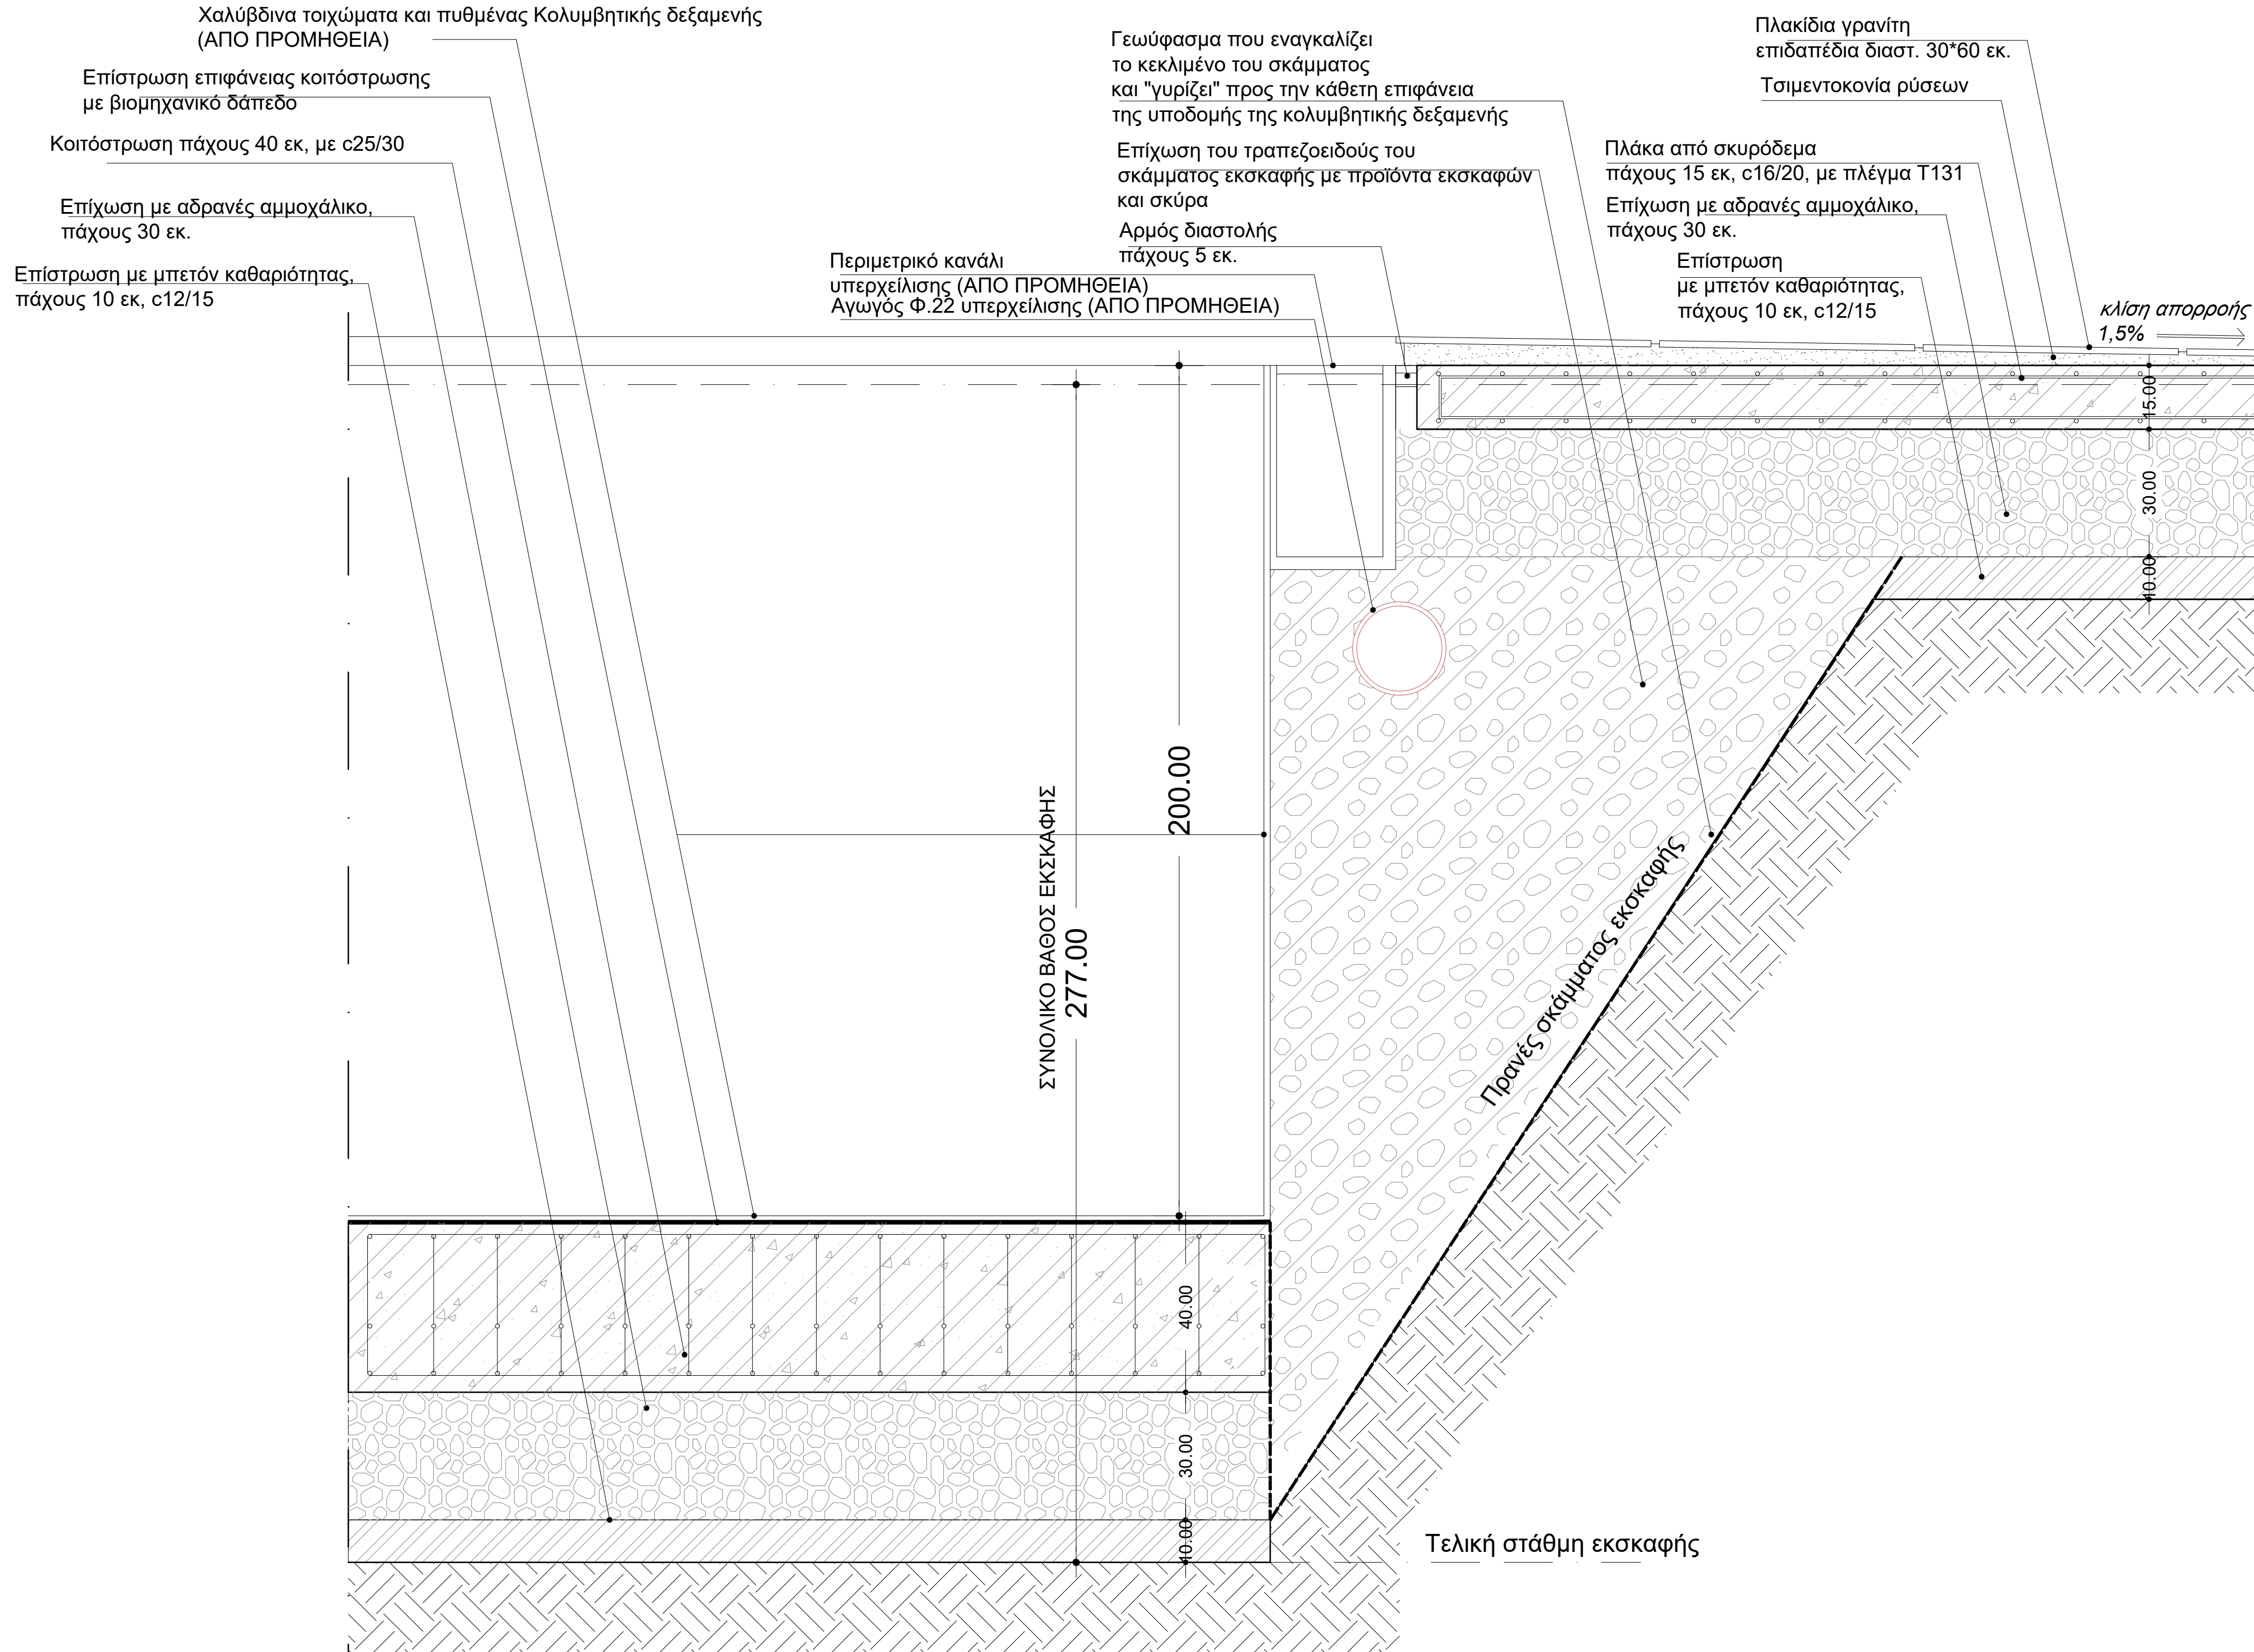 Χαλύβδινα τοιχώματα και πυθμένας Κολυμβητικής δεξαμενής
(ΑΠΟ ΠΡΟΜΗΘΕΙΑ)
Επίστρωση επιφάνειας κοιτόστρωσης
με βιομηχανικό δάπεδο
Κοιτόστρωση πάχους 40 εκ, με c25/30
Επίχωση με αδρανές αμμοχάλικο,
πάχους 30 εκ.
Επίστρωση με μπετόν καθαριότητας,
πάχους 10 εκ, c12/15
Γεωύφασμα που εναγκαλίζει
το κεκλιμένο του σκάμματος
και "γυρίζει" προς την κάθετη επιφάνεια
της υποδομής της κολυμβητικής δεξαμενής
Επίχωση του τραπεζοειδούς του
σκάμματος εκσκαφής με προϊόντα εκσκαφών
και σκύρα
Αρμός διαστολής
πάχους 5 εκ.
Περιμετρικό κανάλι
υπερχείλισης (ΑΠΟ ΠΡΟΜΗΘΕΙΑ)
Αγωγός Φ.22 υπερχείλισης (ΑΠΟ ΠΡΟΜΗΘΕΙΑ)
Πλακίδια γρανίτη
επιδαπέδια διαστ. 30*60 εκ.
Τσιμεντοκονία ρύσεων
Πλάκα από σκυρόδεμα
πάχους 15 εκ, c16/20, με πλέγμα Τ131
Επίχωση με αδρανές αμμοχάλικο,
πάχους 30 εκ.
Επίστρωση
με μπετόν καθαριότητας,
πάχους 10 εκ, c12/15
κλίση απορροής
1,5%
15.00
30.00
10.00
200.00
ΣΥΝΟΛΙΚΟ ΒΑΘΟΣ ΕΚΣΚΑΦΗΣ
277.00
Πρανές σκάμματος εκσκαφής
40.00
30.00
10.00
Τελική στάθμη εκσκαφής